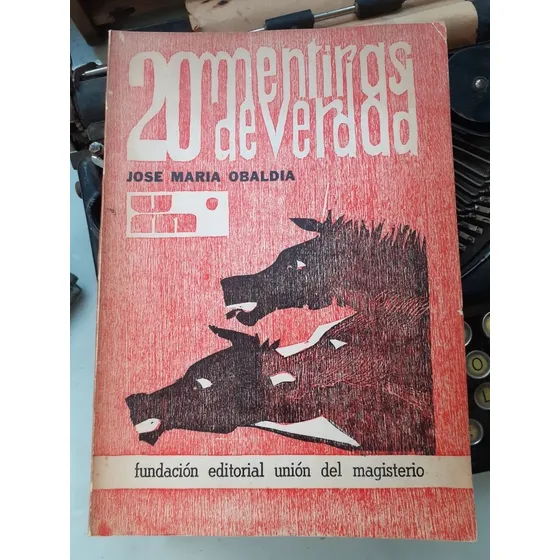 20 mentiras
de verdad
JOSE MARIA OBALDIA
fundación editorial unión del magisterio